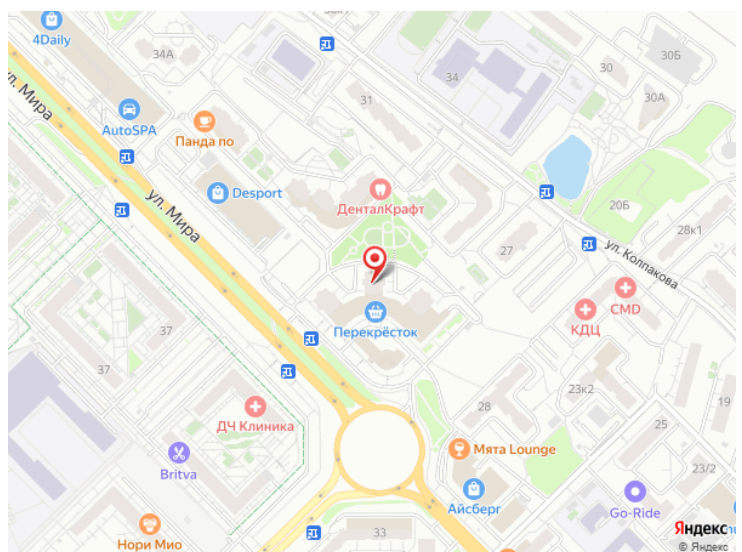 4Daily
34А
30к1
34
30
30Б
30А
31
ул. Мира
AutoSPA
Панда по
Desport
ДенталКрафт
ул. Мира
20Б
28к1
27
ул. Колпакова
CMD
КДЦ
Перекрёсток
37
37
23к2
28
19
25
23/2
ДЧ Клиника
Britva
Мята Lounge
Айсберг
Go-Ride
Нори Мио
33
Яндекс
© Яндекс